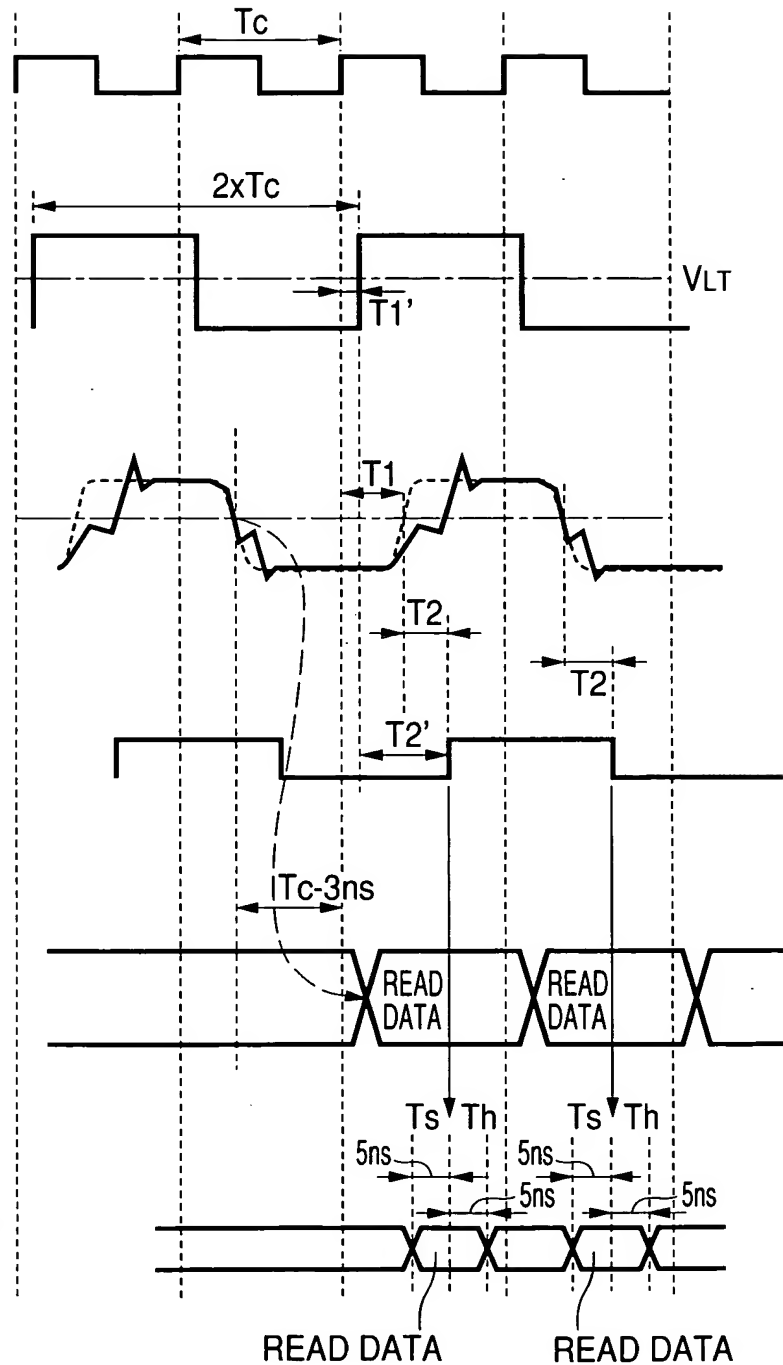 Tc
2xTc
VLT
T1'
T1
T2
T2
T2'
Tc-3ns
READ DATA
READ DATA
Ts Th
Ts Th
5ns
5ns
5ns
5ns
READ DATA
READ DATA